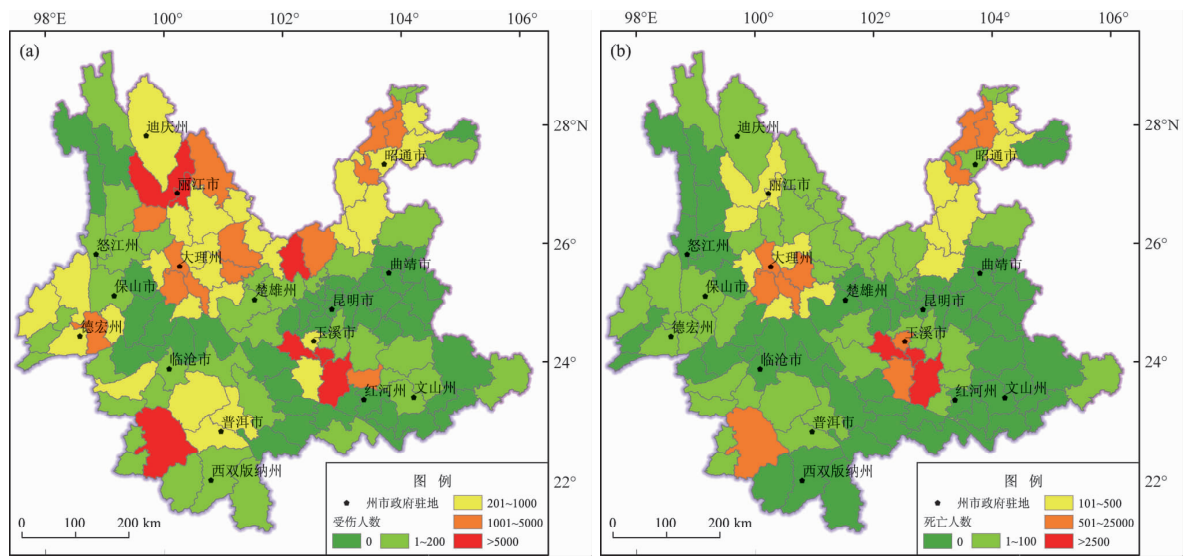 98°E 100° 102° 104° 106°
(a)
28°N
26°
24°
22°
迪庆州
昭通市
丽江市
怒江州
大理州
曲靖市
保山市
楚雄州
昆明市
德宏州
玉溪市
临沧市
红河州
文山州
普洱市
西双版纳州
图 例
州市政府驻地
受伤人数
0
1~200
201~1000
1001~5000
>5000
0 100 200 km
98°E 100° 102° 104° 106°
(b)
28°N
26°
24°
22°
迪庆州
昭通市
丽江市
怒江州
大理州
曲靖市
保山市
楚雄州
昆明市
德宏州
玉溪市
临沧市
红河州
文山州
普洱市
西双版纳州
图 例
州市政府驻地
死亡人数
0
1~100
101~500
501~25000
>2500
0 100 200 km